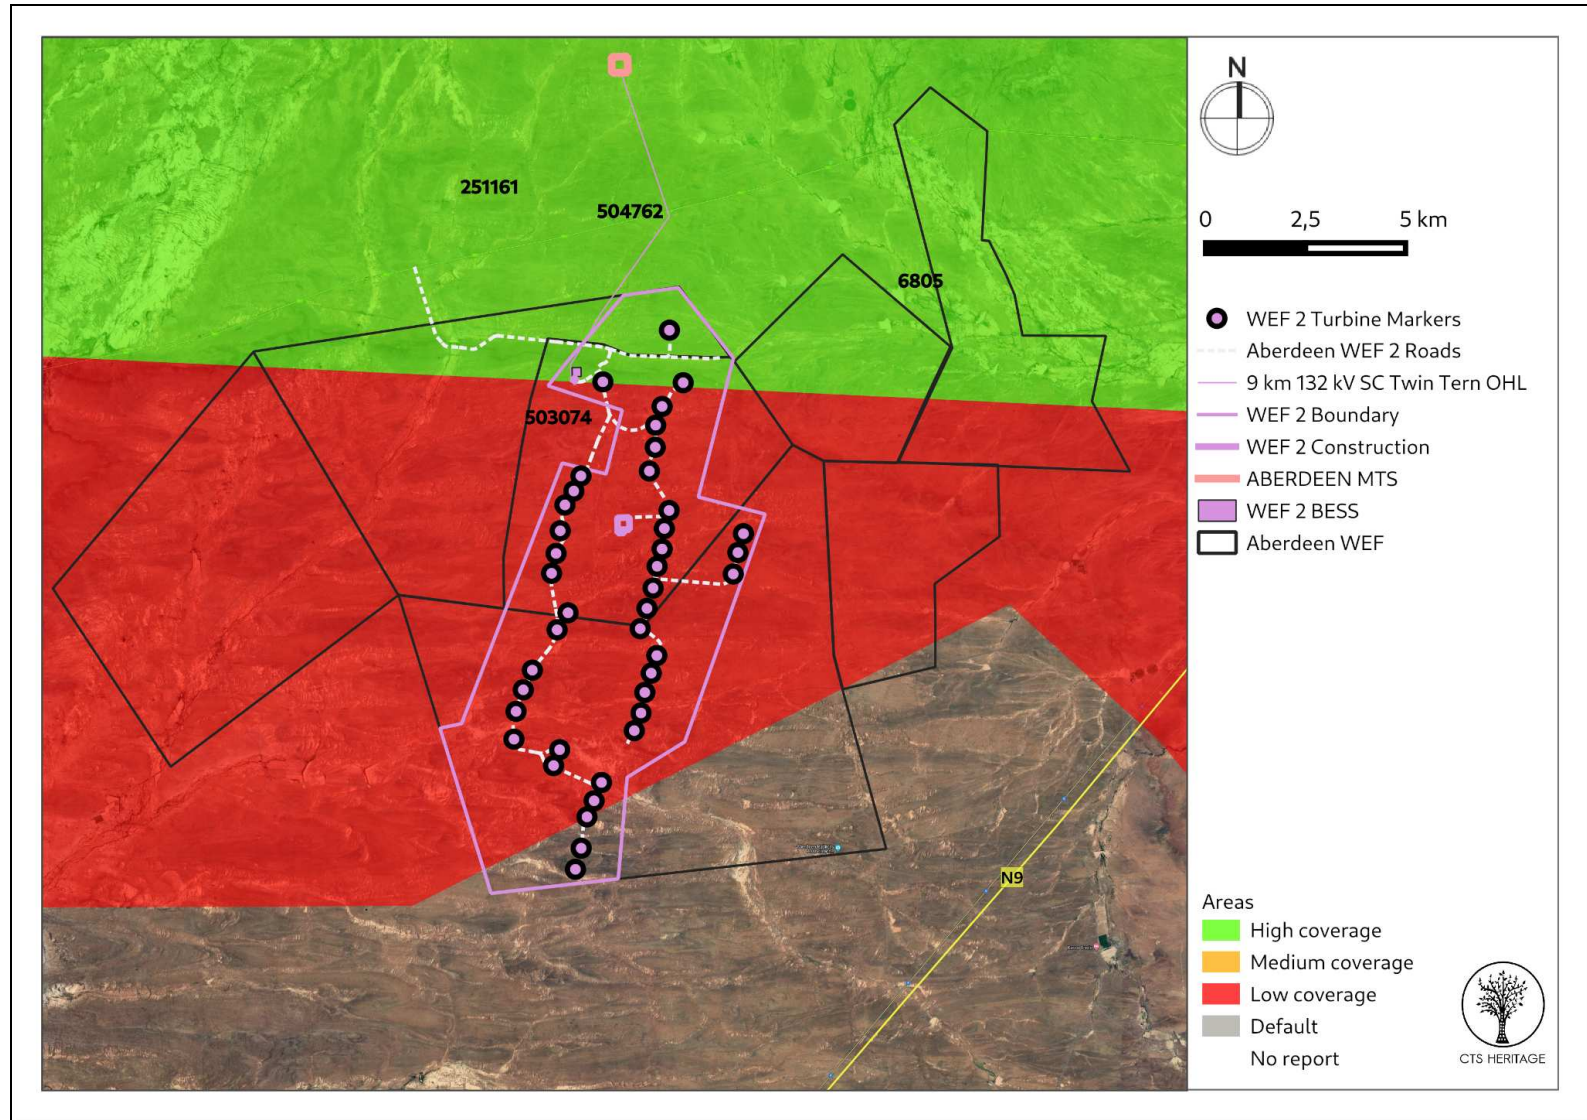 251161
504762
6805
503074
N9
N
0 2,5 5 km
WEF 2 Turbine Markers
Aberdeen WEF 2 Roads
9 km 132 kV SC Twin Tern OHL
WEF 2 Boundary
WEF 2 Construction
ABERDEEN MTS
WEF 2 BESS
Aberdeen WEF
Areas
High coverage
Medium coverage
Low coverage
Default
No report
CTS HERITAGE